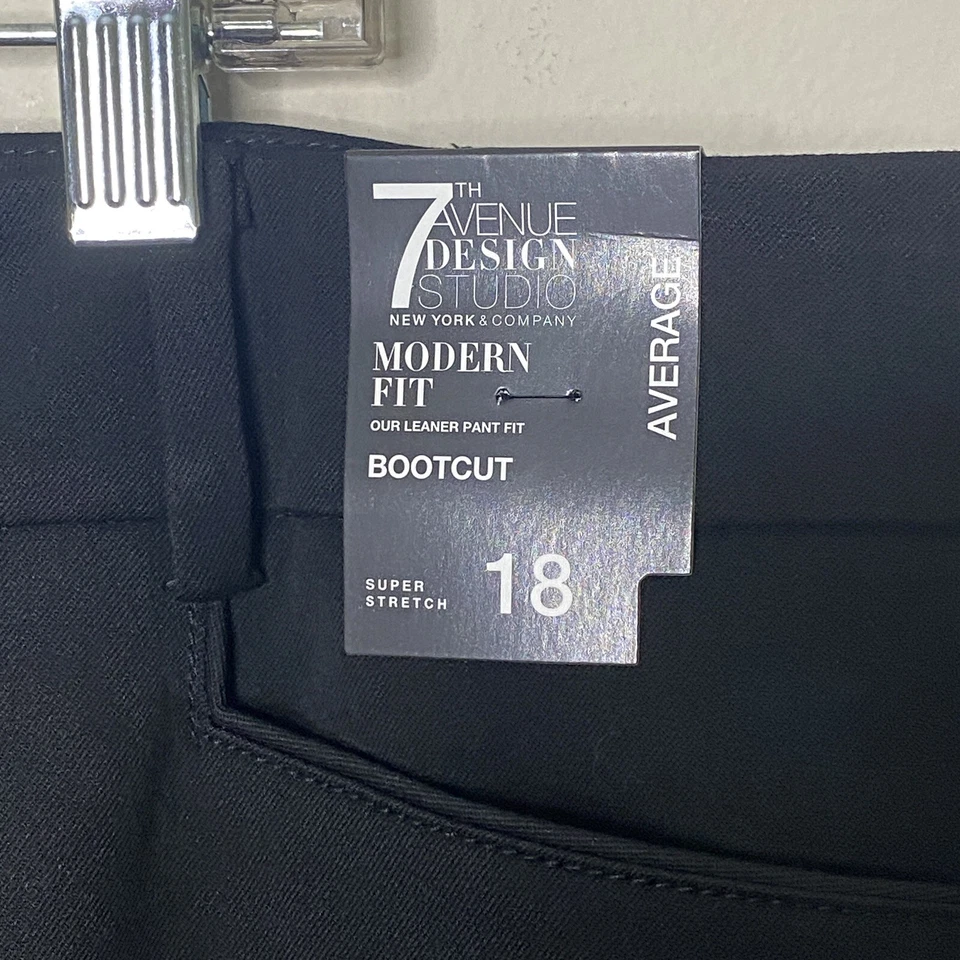 7TH
AVENUE
DESIGN
STUDIO
NEW YORK & COMPANY
MODERN
FIT
OUR LEANER PANT FIT
BOOTCUT
SUPER
STRETCH
18
AVERAGE